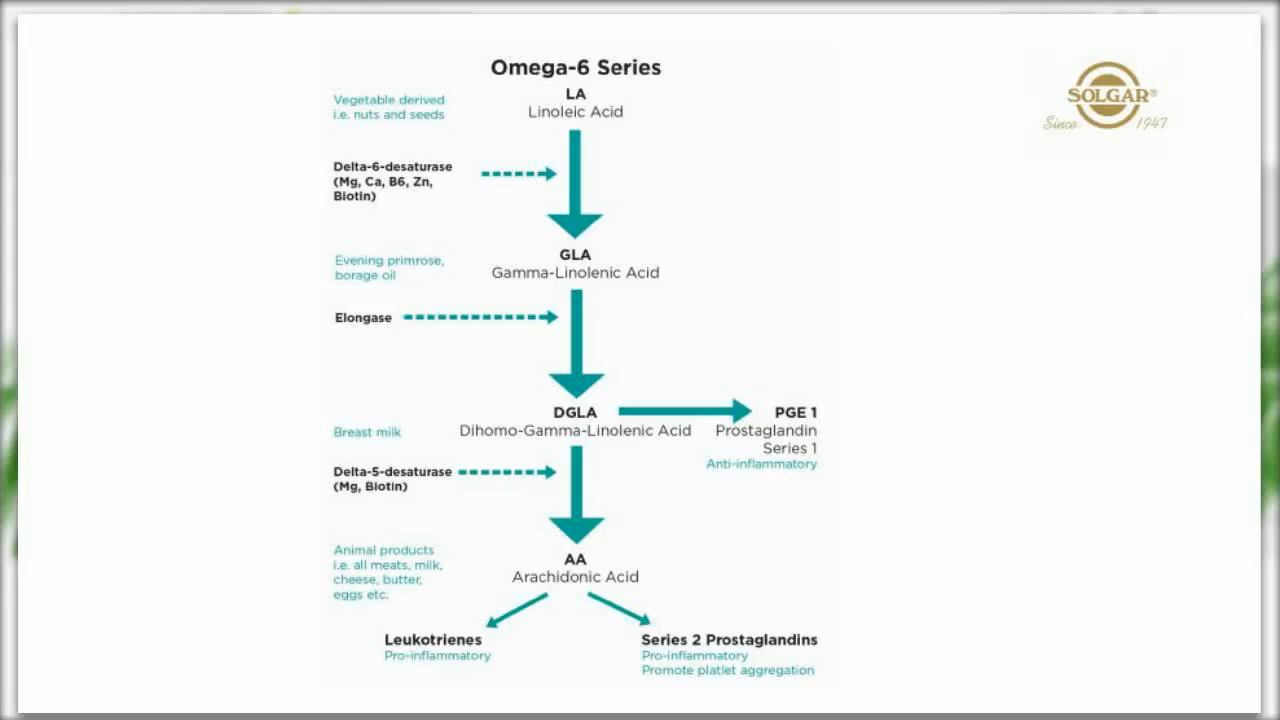 Omega-6 Series
SOLGAR®
Since 1947
LA
Linoleic Acid
Vegetable derived
i.e. nuts and seeds
Delta-6-desaturase
(Mg, Ca, B6, Zn,
Biotin)
GLA
Gamma-Linolenic Acid
Evening primrose,
borage oil
Elongase
DGLA
Dihomo-Gamma-Linolenic Acid
PGE 1
Prostaglandin
Series 1
Anti-inflammatory
Breast milk
Delta-5-desaturase
(Mg, Biotin)
AA
Arachidonic Acid
Animal products
i.e. all meats, milk,
cheese, butter,
eggs etc.
Leukotrienes
Pro-inflammatory
Series 2 Prostaglandins
Pro-inflammatory
Promote platlet aggregation